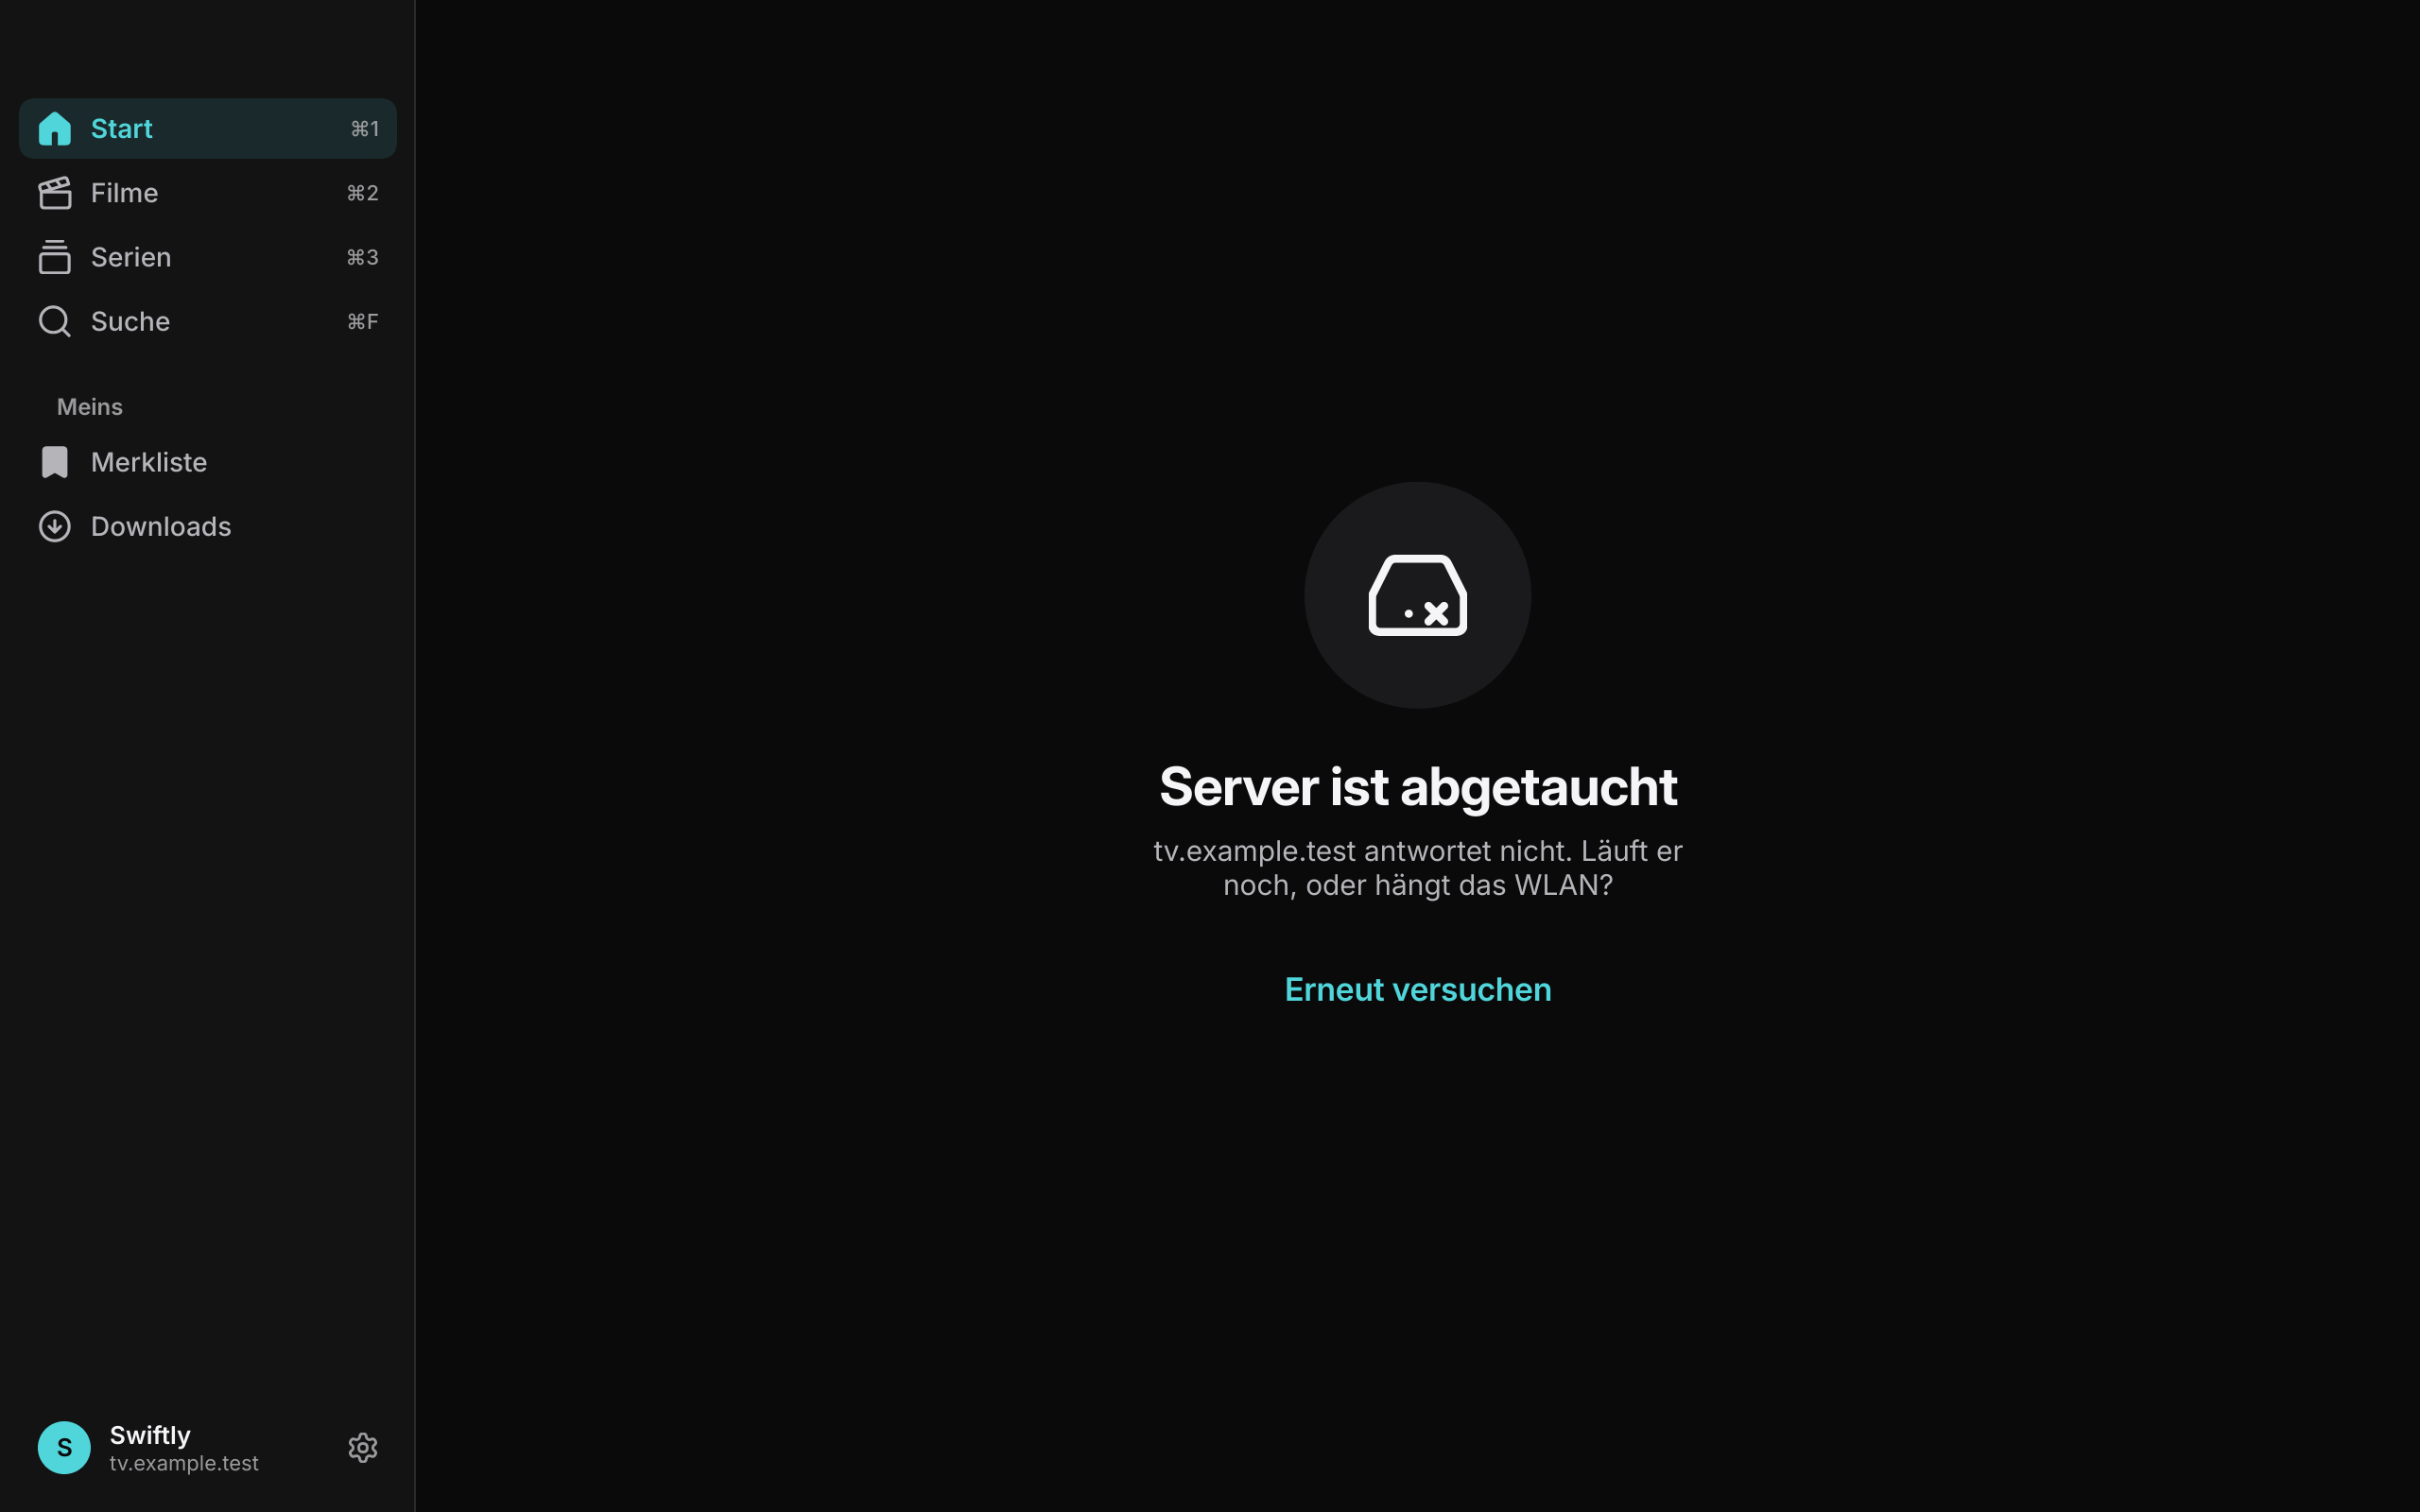 Start ⌘1
Filme ⌘2
Serien ⌘3
Suche ⌘F
Meins
Merkliste
Downloads
Server ist abgetaucht
tv.example.test antwortet nicht. Läuft er
noch, oder hängt das WLAN?
Erneut versuchen
S
Swiftly
tv.example.test